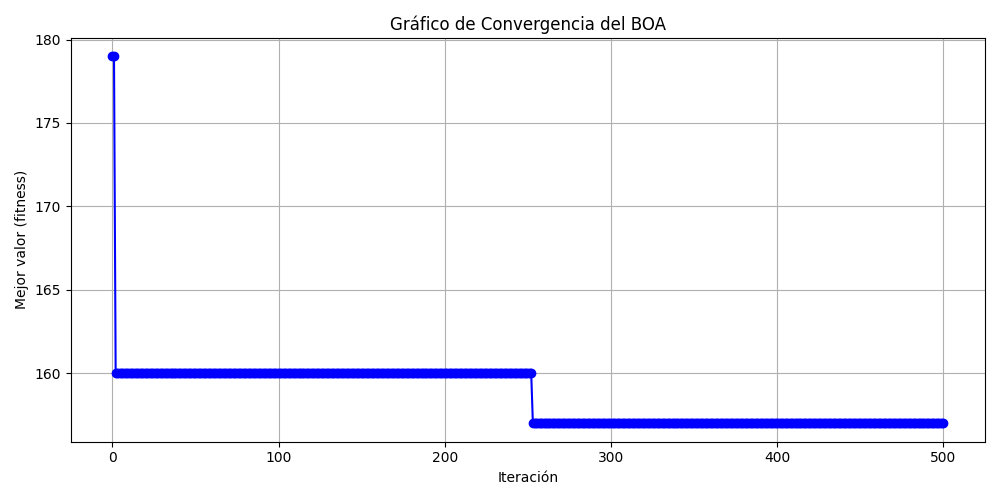 Gráfico de Convergencia del BOA
Mejor valor (fitness)
180
175
170
165
160
0 100 200 300 400 500
Iteración